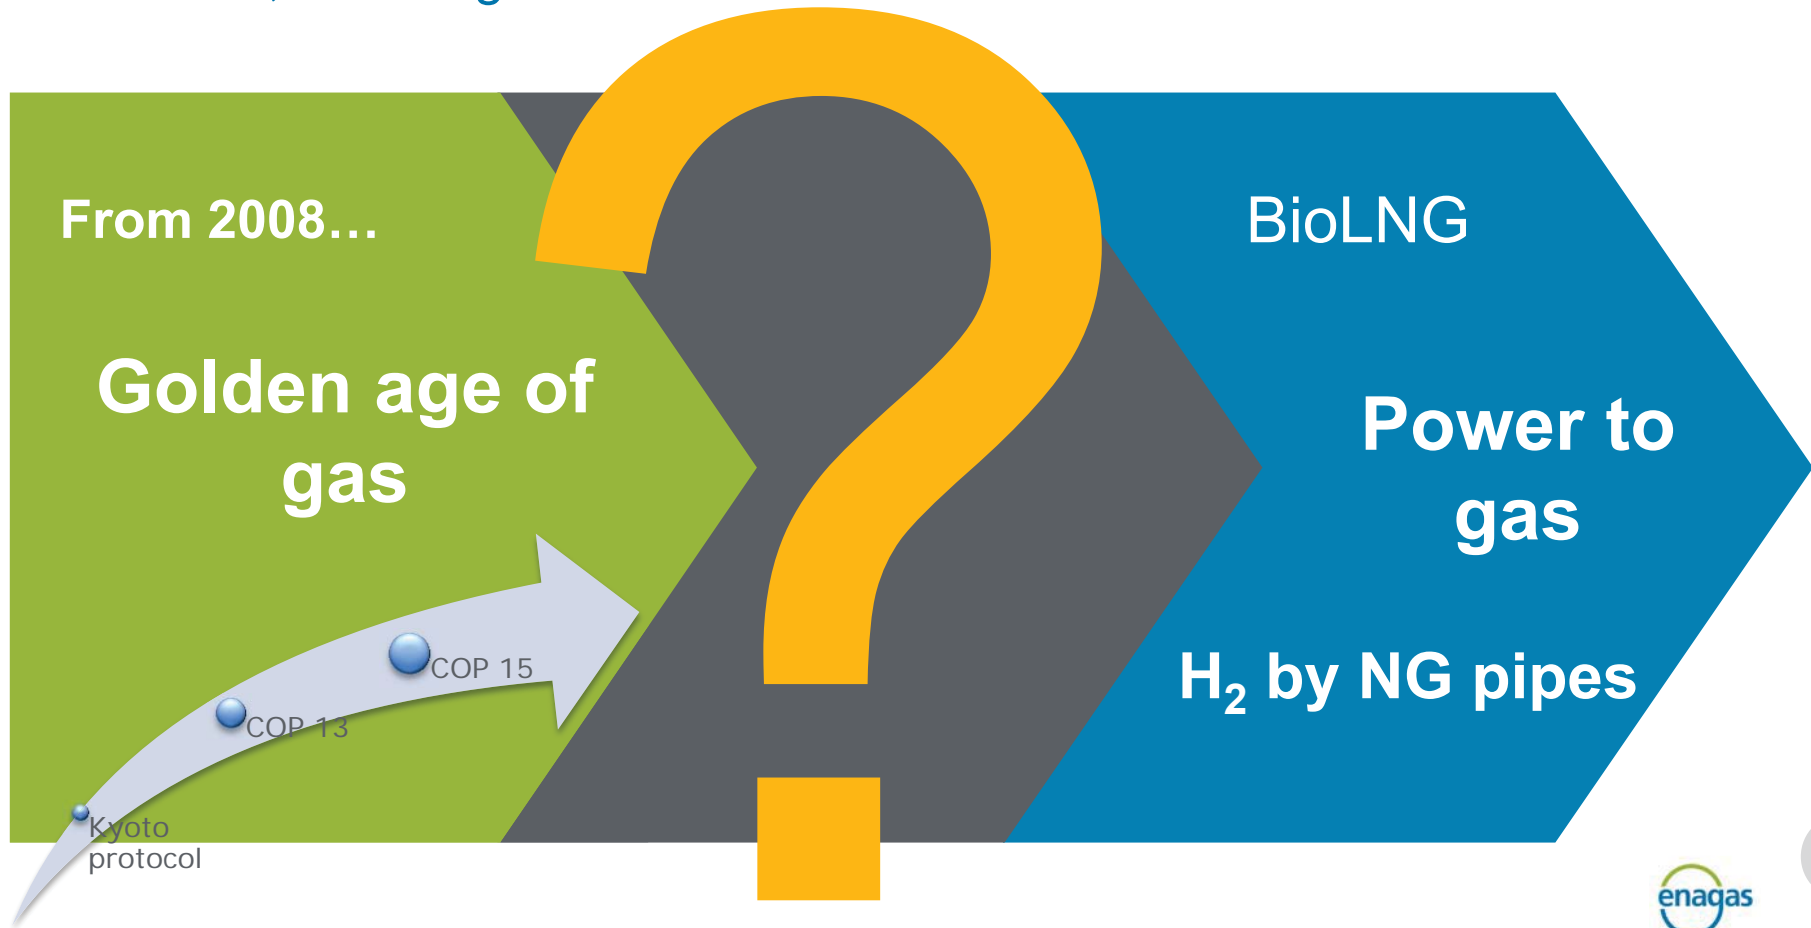 From 2008…
Golden age of
gas
COP 15
COP 13
Kyoto
protocol
BioLNG
Power to
gas
H₂ by NG pipes
enagas